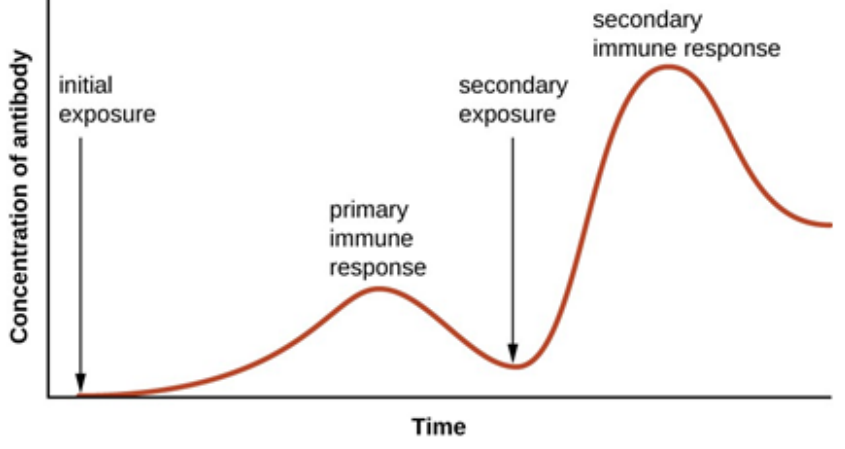 secondary
immune response
initial
exposure
secondary
exposure
primary
immune
response
Concentration of antibody
Time